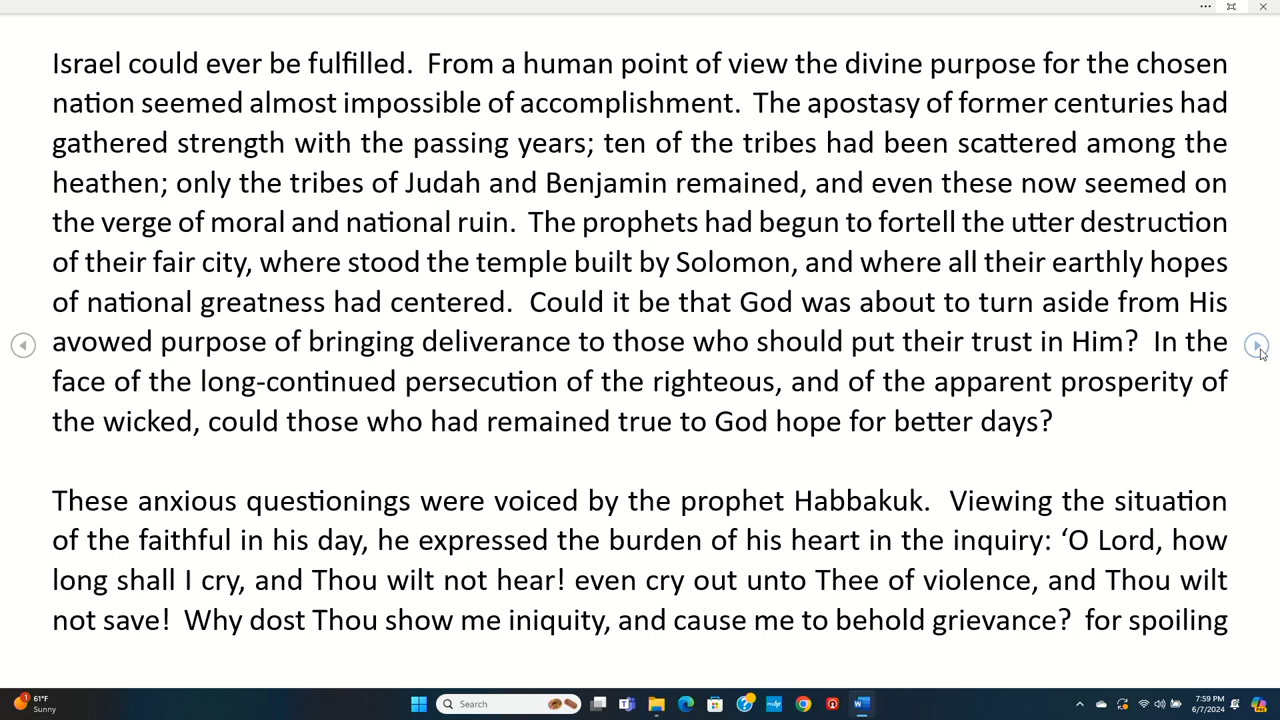 Israel could ever be fulfilled.  From a human point of view the divine purpose for the chosen
nation seemed almost impossible of accomplishment.  The apostasy of former centuries had
gathered strength with the passing years; ten of the tribes had been scattered among the
heathen; only the tribes of Judah and Benjamin remained, and even these now seemed on
the verge of moral and national ruin.  The prophets had begun to fortell the utter destruction
of their fair city, where stood the temple built by Solomon, and where all their earthly hopes
of national greatness had centered.  Could it be that God was about to turn aside from His
avowed purpose of bringing deliverance to those who should put their trust in Him?  In the
face of the long-continued persecution of the righteous, and of the apparent prosperity of
the wicked, could those who had remained true to God hope for better days?
These anxious questionings were voiced by the prophet Habbakuk.  Viewing the situation
of the faithful in his day, he expressed the burden of his heart in the inquiry: ‘O Lord, how
long shall I cry, and Thou wilt not hear! even cry out unto Thee of violence, and Thou wilt
not save!  Why dost Thou show me iniquity, and cause me to behold grievance?  for spoiling
1
61°F
Sunny
Search
7:59 PM
6/7/2024